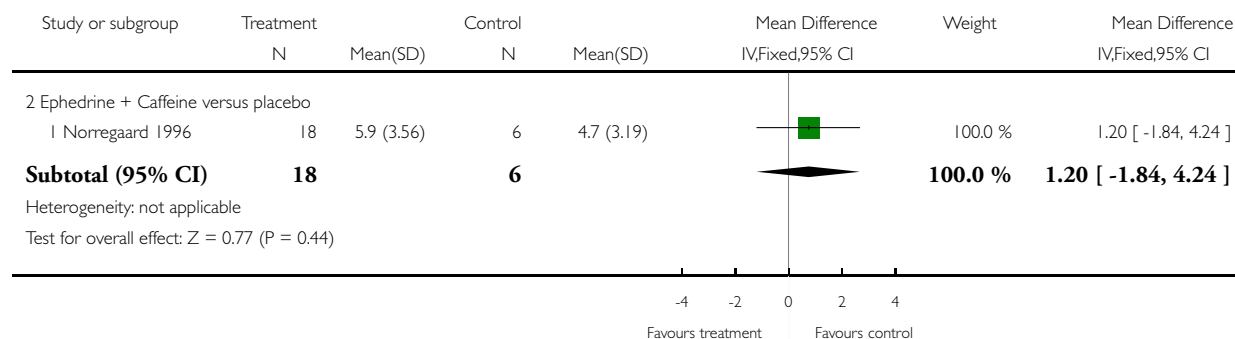 Study or subgroup Treatment Control Mean Difference Weight Mean Difference
N Mean(SD) N Mean(SD) IV,Fixed,95% CI IV,Fixed,95% CI
2 Ephedrine + Caffeine versus placebo
1 Norregaard 1996 18 5.9 (3.56) 6 4.7 (3.19) 100.0 % 1.20 [ -1.84, 4.24 ]
Subtotal (95% CI) 18 6 100.0 % 1.20 [ -1.84, 4.24 ]
Heterogeneity: not applicable
Test for overall effect: Z = 0.77 (P = 0.44)
-4 -2 0 2 4
Favours treatment Favours control